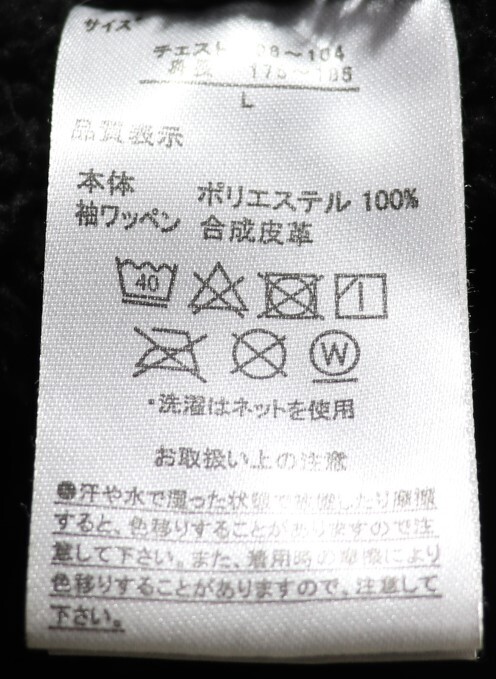 サイズ
チェスト 96～104
身長 175～185
L
品質表示
本体 ポリエステル 100%
袖ワッペン 合成皮革
40
W
・洗濯はネットを使用
お取扱い上の注意
●汗や水で湿った状態で放置したり摩擦
すると、色移りすることがありますので注
意して下さい。また、着用時の摩擦により
色移りすることがありますので、注意して
下さい。